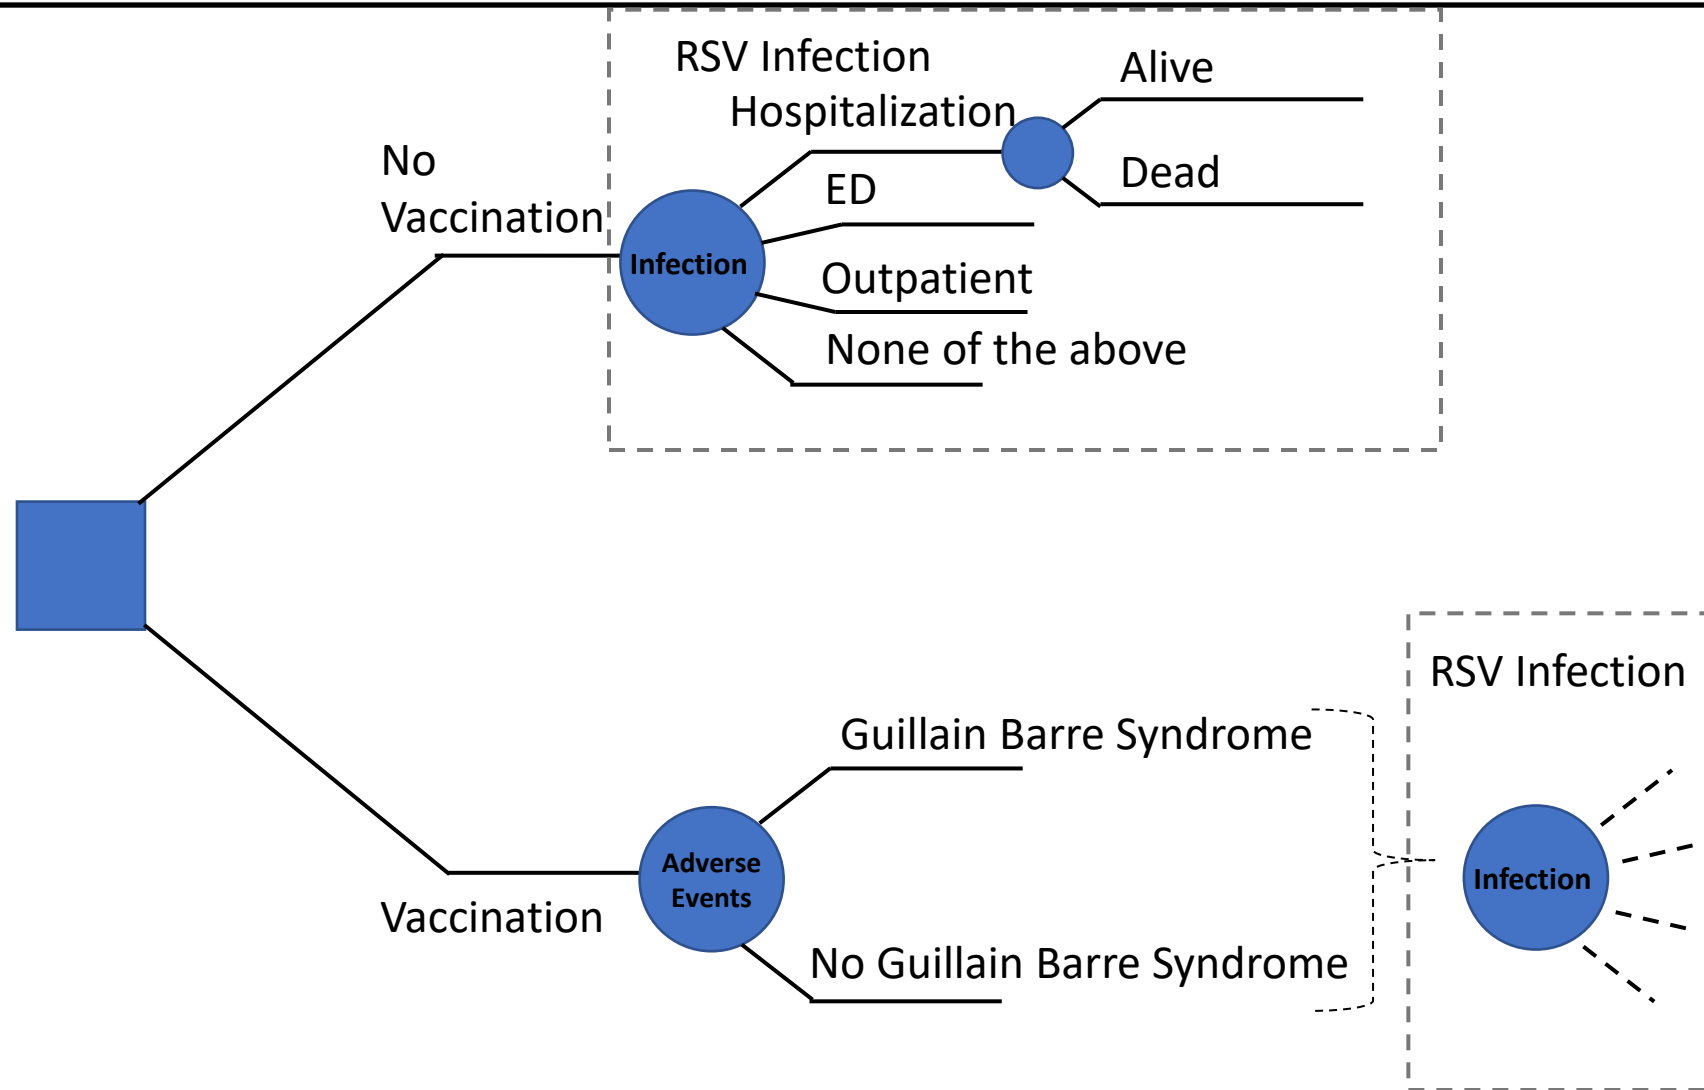 RSV Infection
Hospitalization
Alive
Dead
No
Vaccination
ED
Infection
Outpatient
None of the above
RSV Infection
Guillain Barre Syndrome
Adverse
Events
Infection
Vaccination
No Guillain Barre Syndrome